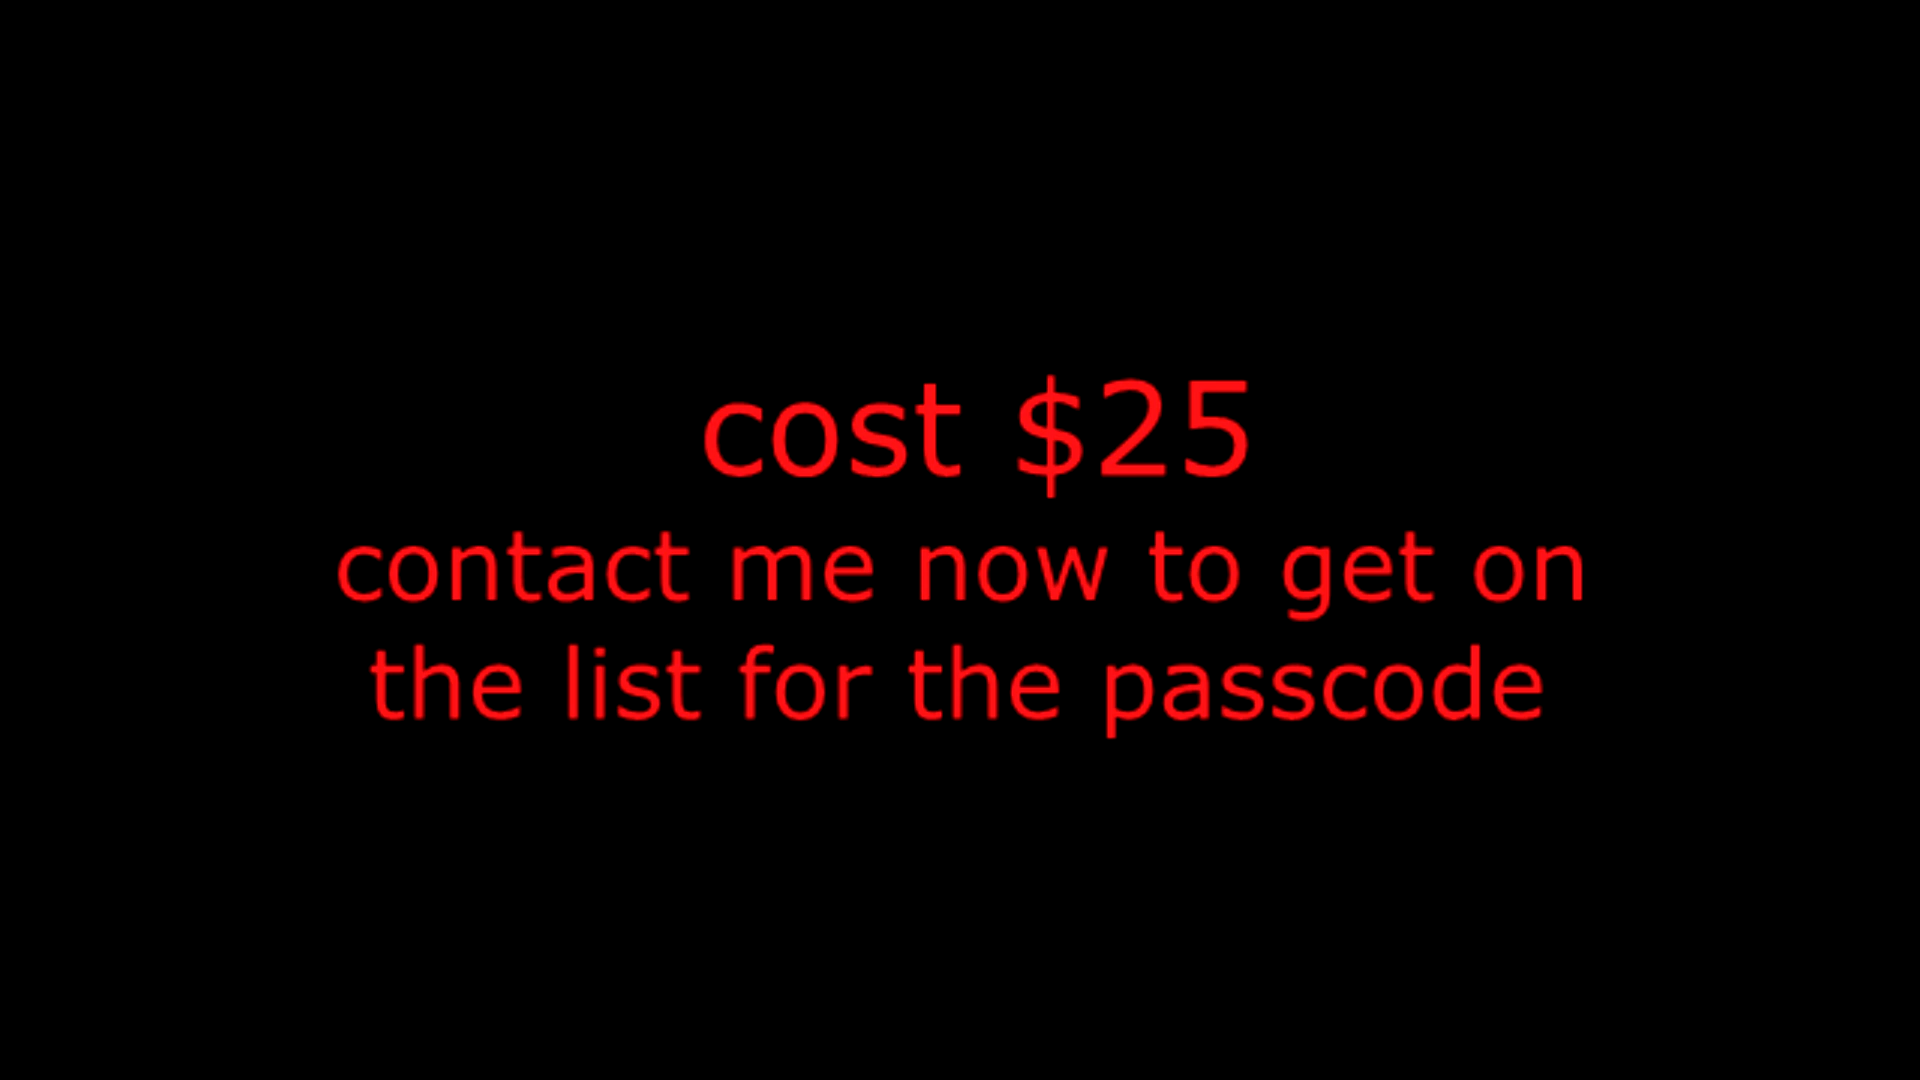 cost $25
contact me now to get on
the list for the passcode